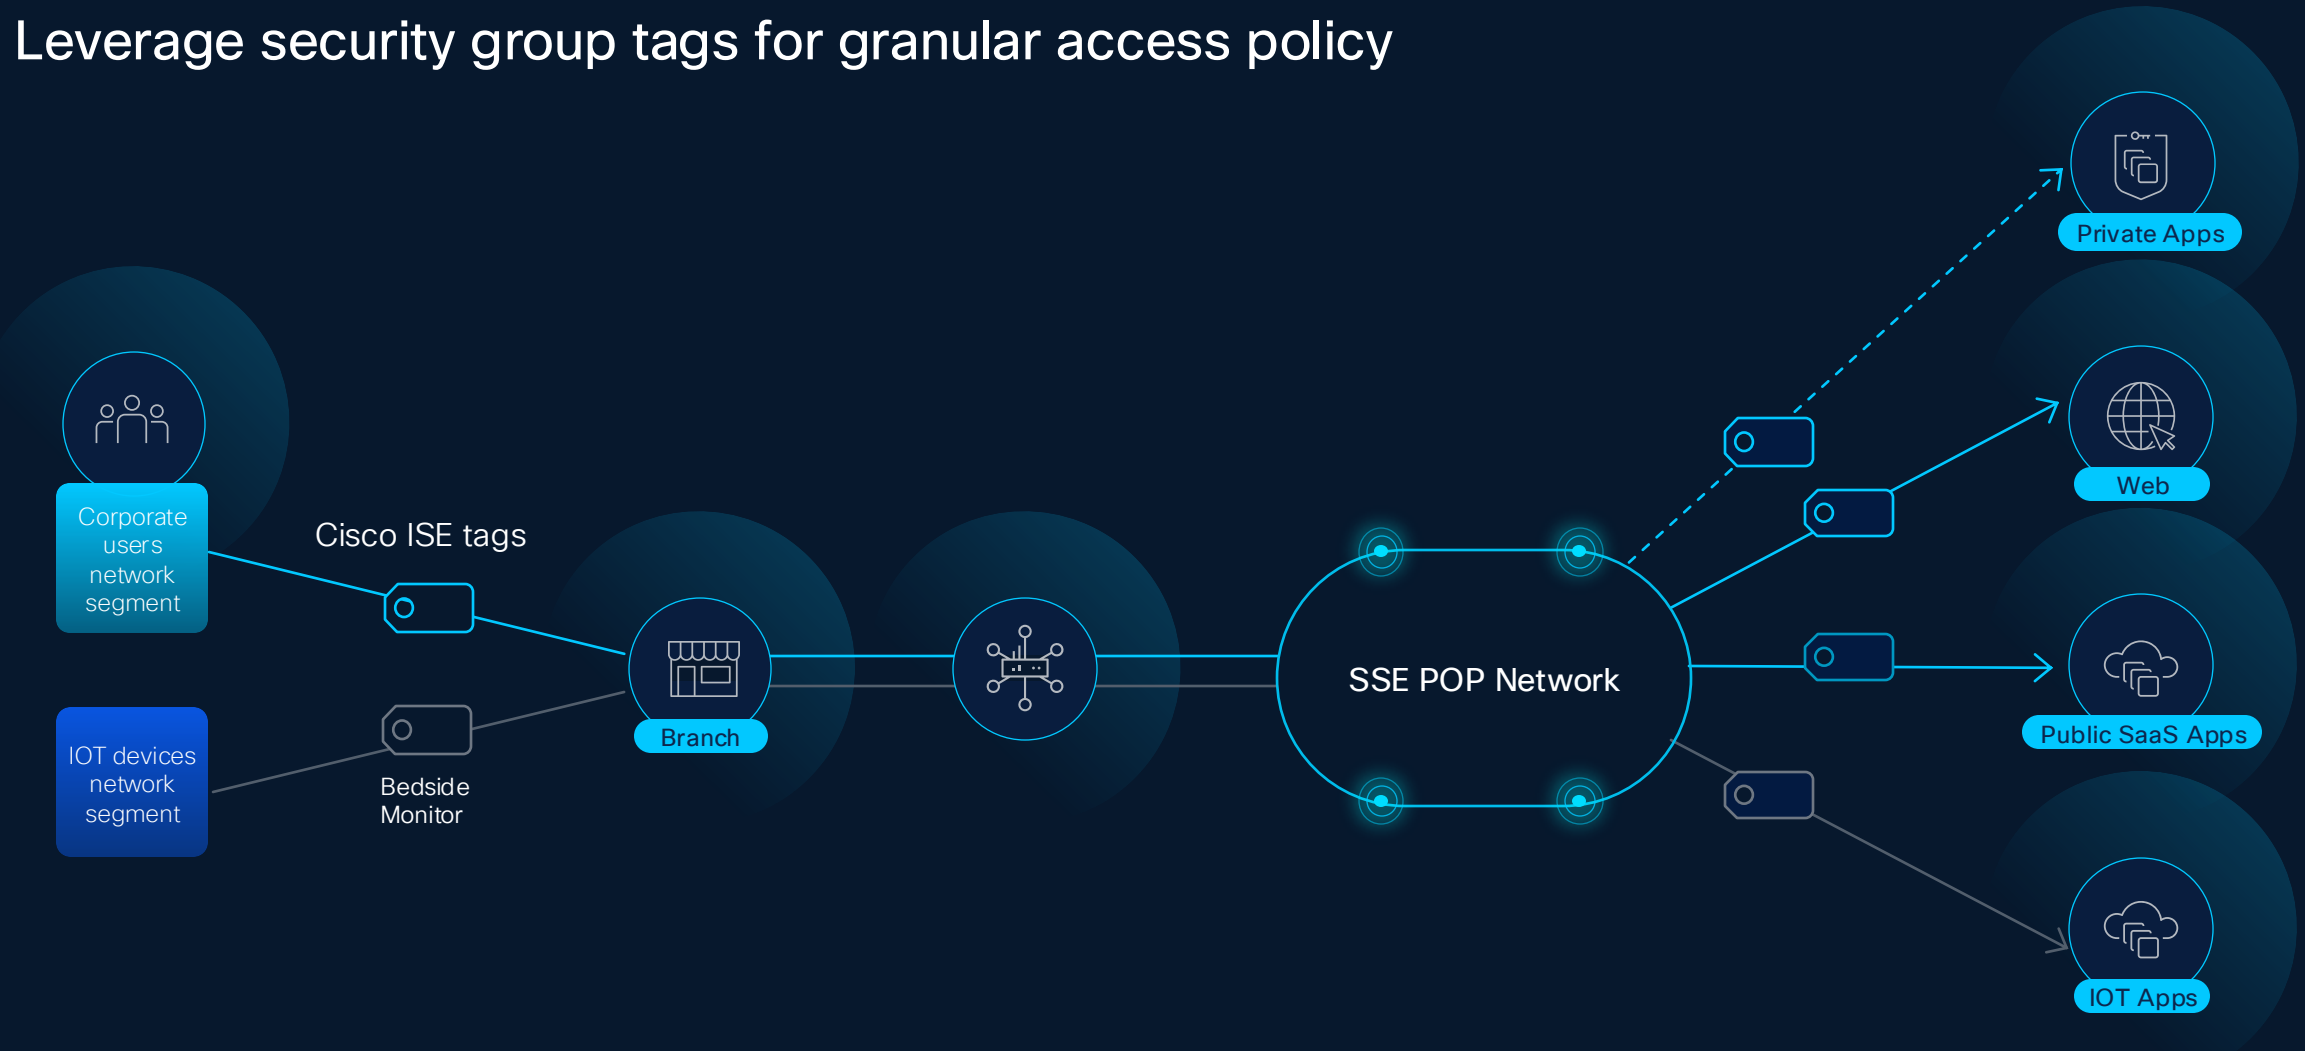 Leverage security group tags for granular access policy
Private Apps
Web
Corporate
users
network
segment
Cisco ISE tags
SSE POP Network
Branch
Public SaaS Apps
IOT devices
network
segment
Bedside
Monitor
IOT Apps